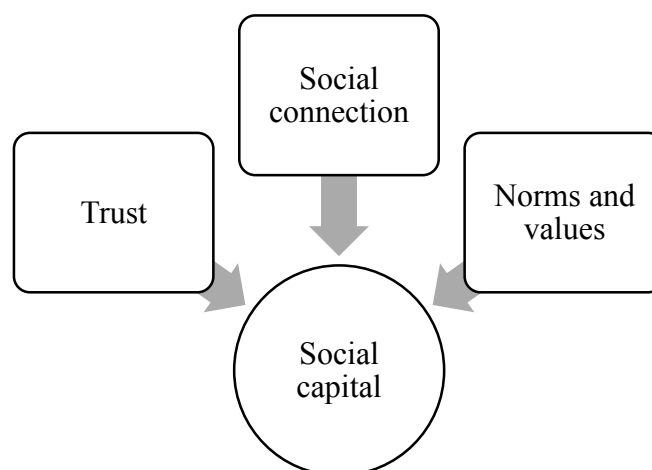 Social
connection
Trust
Norms and
values
Social
capital